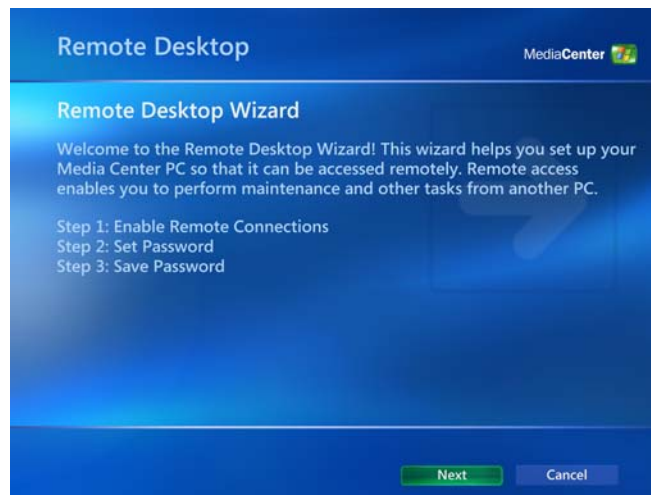 Remote Desktop
MediaCenter
Remote Desktop Wizard
Welcome to the Remote Desktop Wizard! This wizard helps you set up your
Media Center PC so that it can be accessed remotely. Remote access
enables you to perform maintenance and other tasks from another PC.
Step 1: Enable Remote Connections
Step 2: Set Password
Step 3: Save Password
Next Cancel